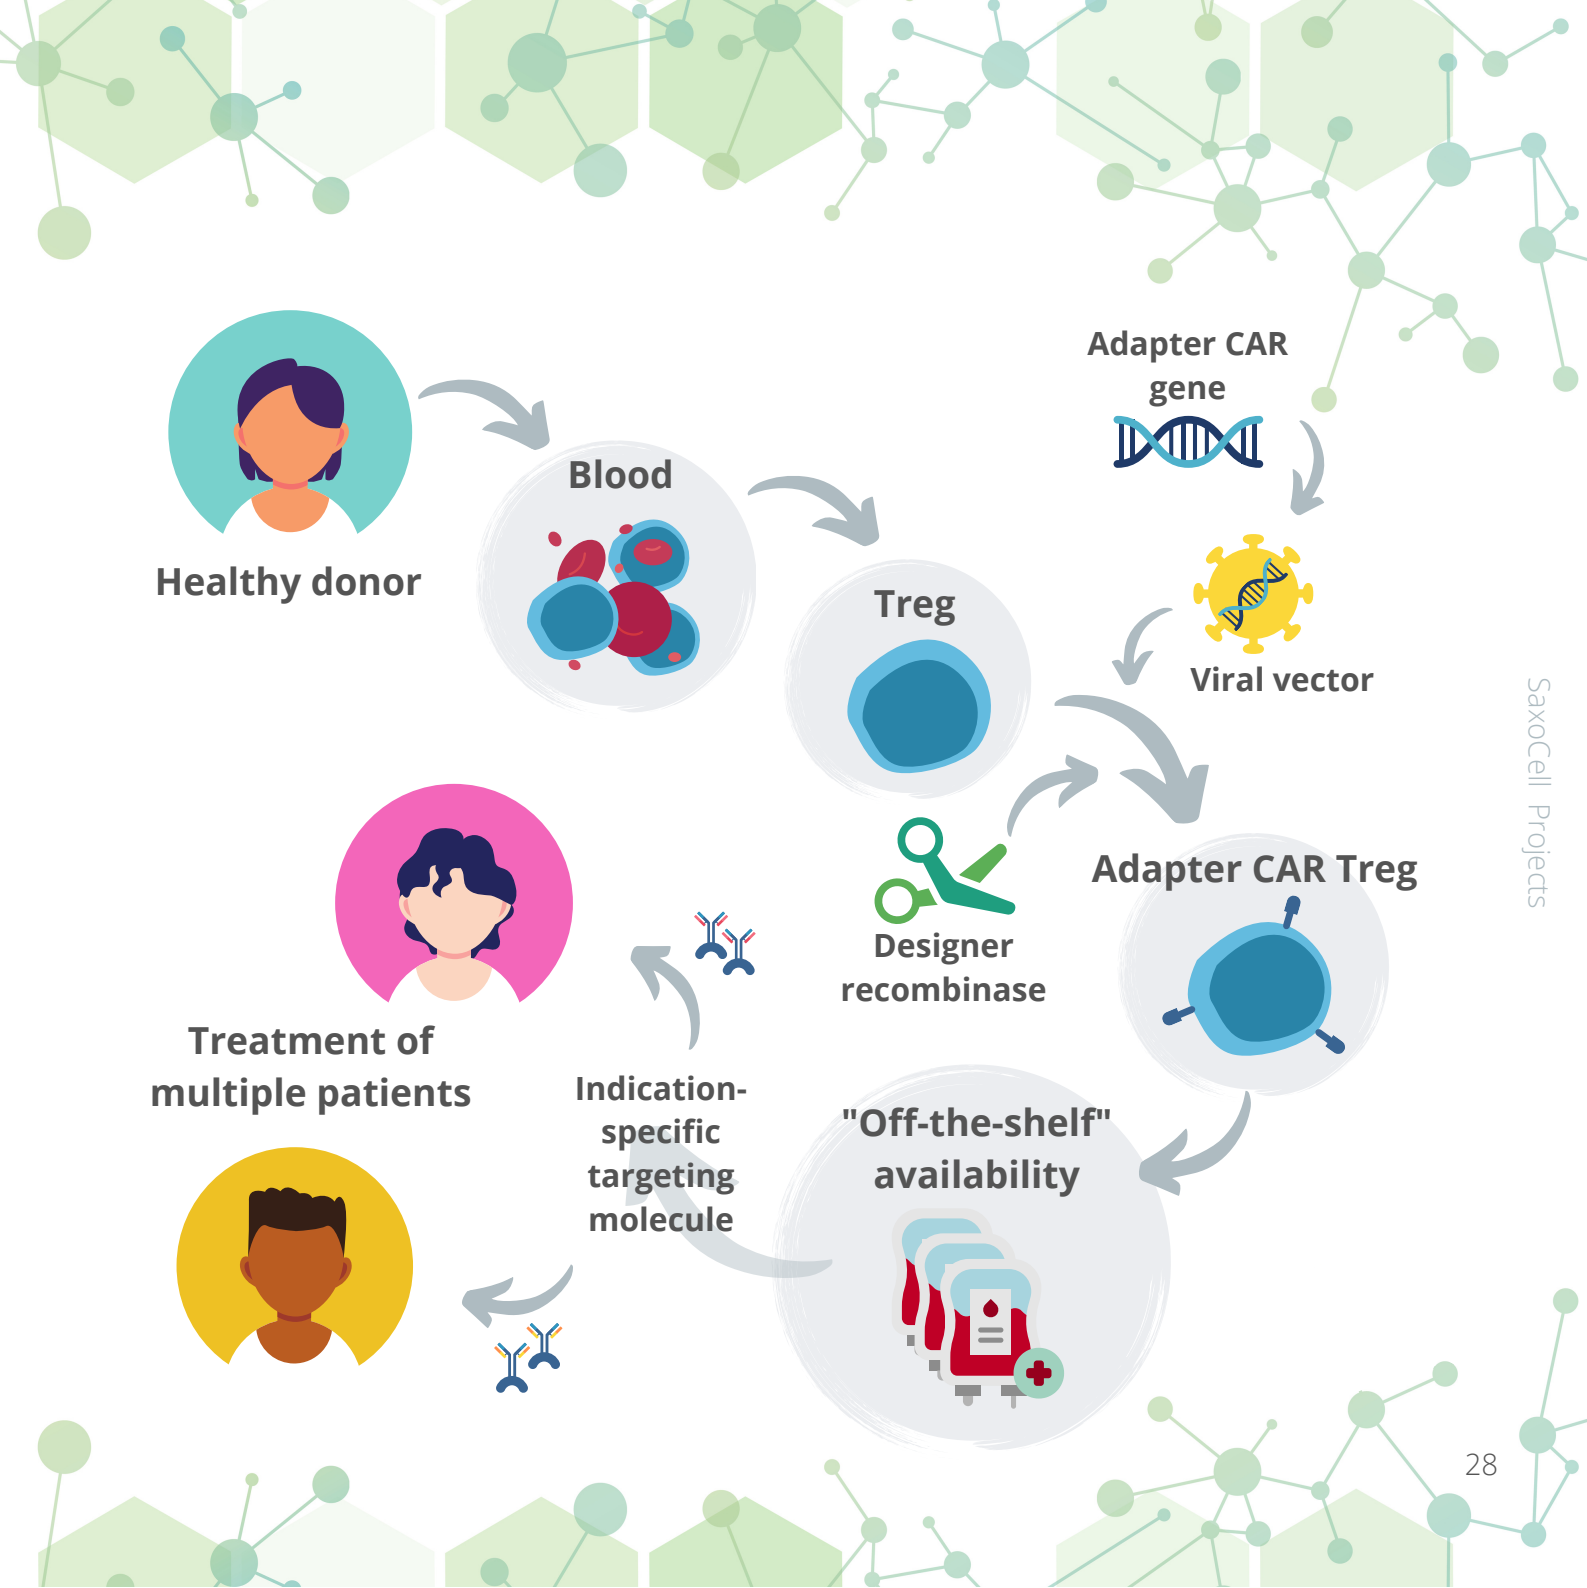 Adapter CAR
gene
Blood
Healthy donor
Treg
Viral vector
SaxoCell Projects
Adapter CAR Treg
Designer
recombinase
Treatment of
multiple patients
Indication-
specific
targeting
molecule
"Off-the-shelf"
availability
28